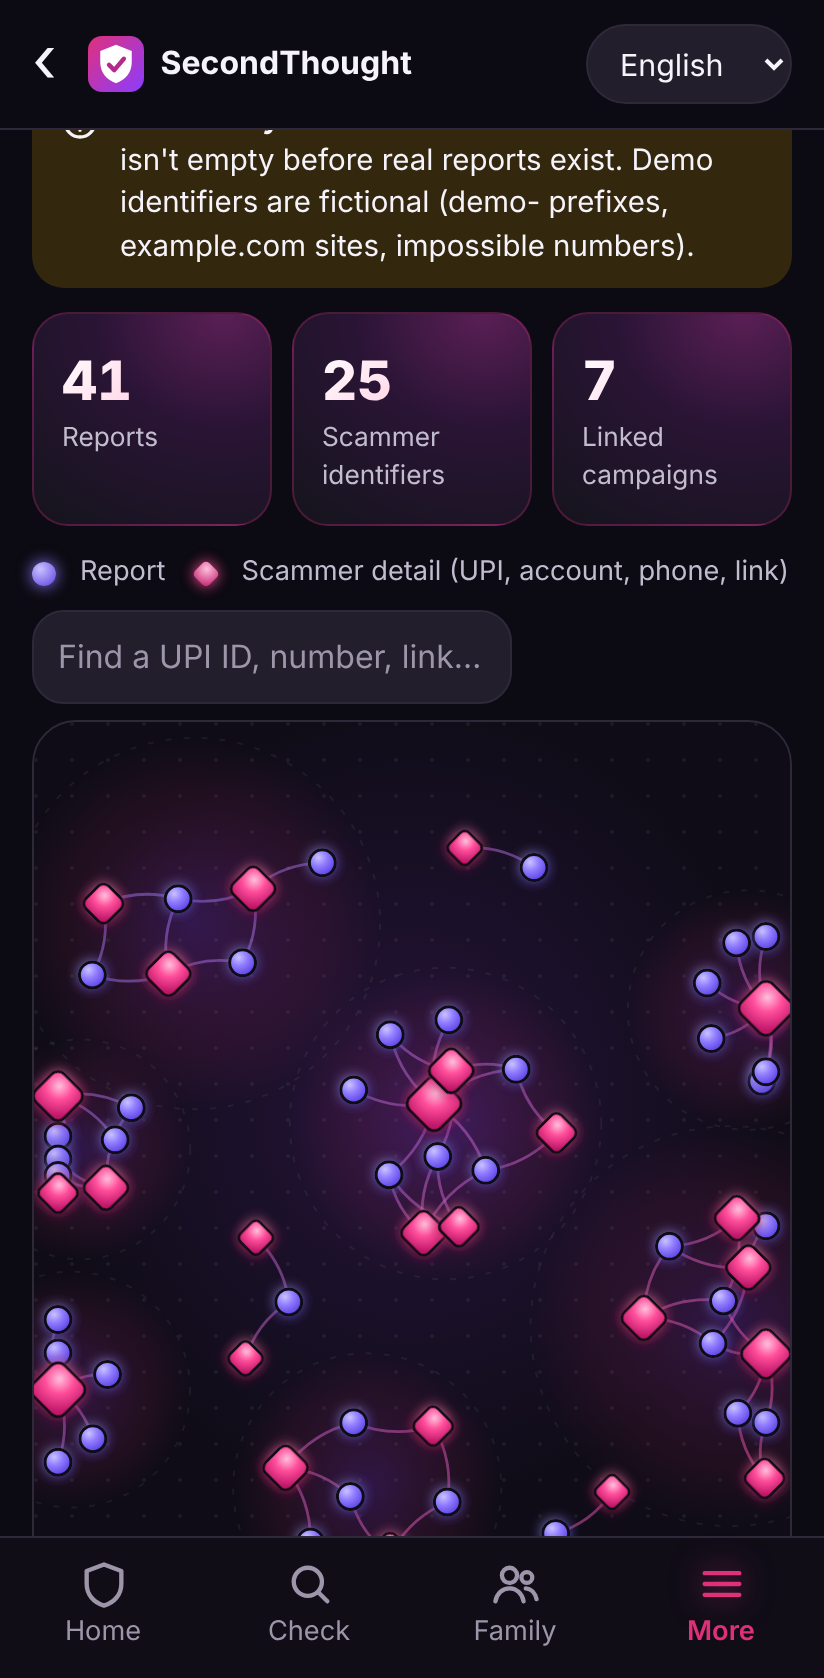 SecondThought
English
isn't empty before real reports exist. Demo
identifiers are fictional (demo- prefixes,
example.com sites, impossible numbers).
41
Reports
25
Scammer
identifiers
7
Linked
campaigns
Report
Scammer detail (UPI, account, phone, link)
Find a UPI ID, number, link...
Home
Check
Family
More